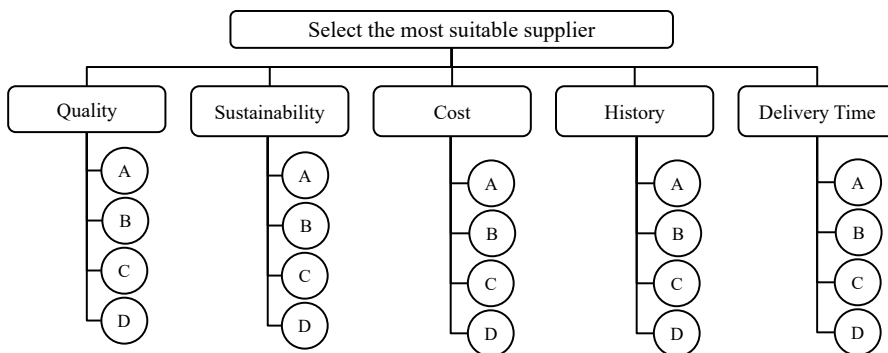 Select the most suitable supplier
Quality
Sustainability
Cost
History
Delivery Time
A
B
C
D
A
B
C
D
A
B
C
D
A
B
C
D
A
B
C
D